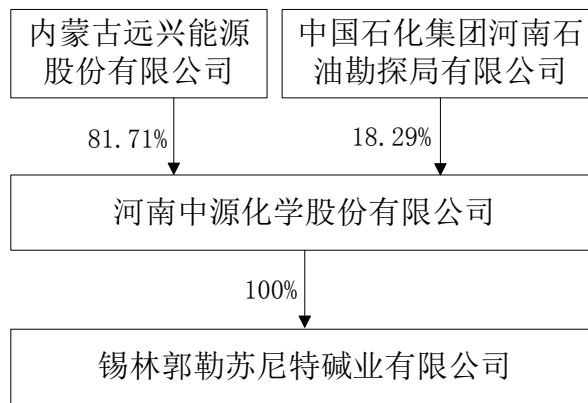 内蒙古远兴能源
股份有限公司
中国石化集团河南石
油勘探局有限公司
81.71%
18.29%
河南中源化学股份有限公司
100%
锡林郭勒苏尼特碱业有限公司